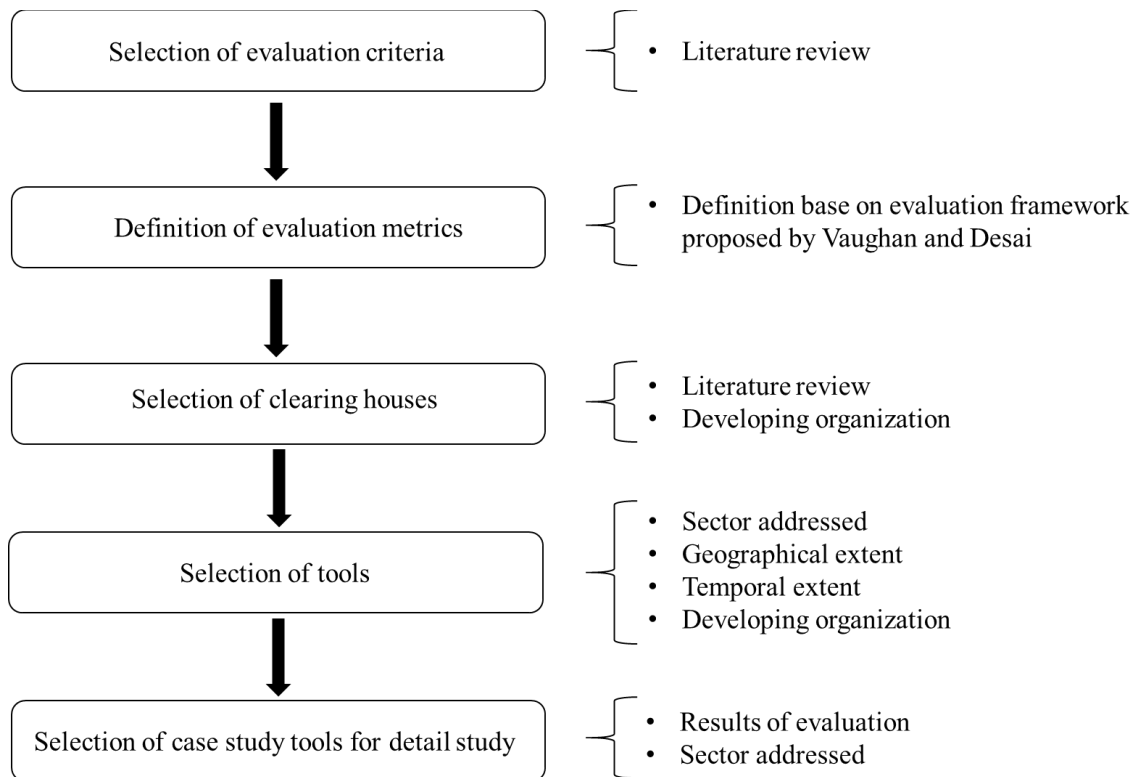 Selection of evaluation criteria
• Literature review
Definition of evaluation metrics
• Definition base on evaluation framework
proposed by Vaughan and Desai
Selection of clearing houses
• Literature review
• Developing organization
Selection of tools
• Sector addressed
• Geographical extent
• Temporal extent
• Developing organization
Selection of case study tools for detail study
• Results of evaluation
• Sector addressed